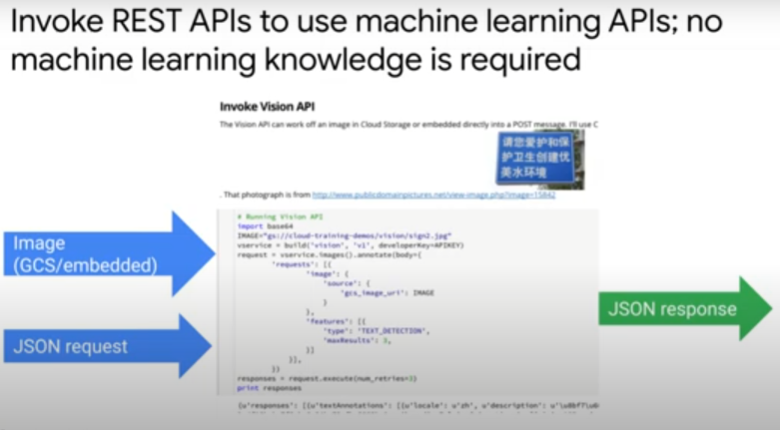 Invoke REST APIs to use machine learning APIs; no
machine learning knowledge is required
Invoke Vision API
The Vision API can work off an image in Cloud Storage or embedded directly into a POST message. I'll use C
请您爱护和保
护卫生创建优
美水环境
. That photograph is from http://www.publicdomainpictures.net/view-image.php?image=15842
Image
(GCS/embedded)
JSON request
# Running Vision API
import base64
IMAGE="gs://cloud-training-demos/vision/sign2.jpg"
vservice = build('vision', 'v1', developerKey=APIKEY)
request = vservice.images().annotate(body={
'requests': [{
'image': {
'source': {
'gcs_image_uri': IMAGE
}
},
'features': [{
'type': 'TEXT_DETECTION',
'maxResults': 3,
}]
}],
})
responses = request.execute(num_retries=3)
print responses
{u'responses': [{u'textAnnotations': [{u'locale': u'zh', u'description': u'\u8bf7\u6
JSON response